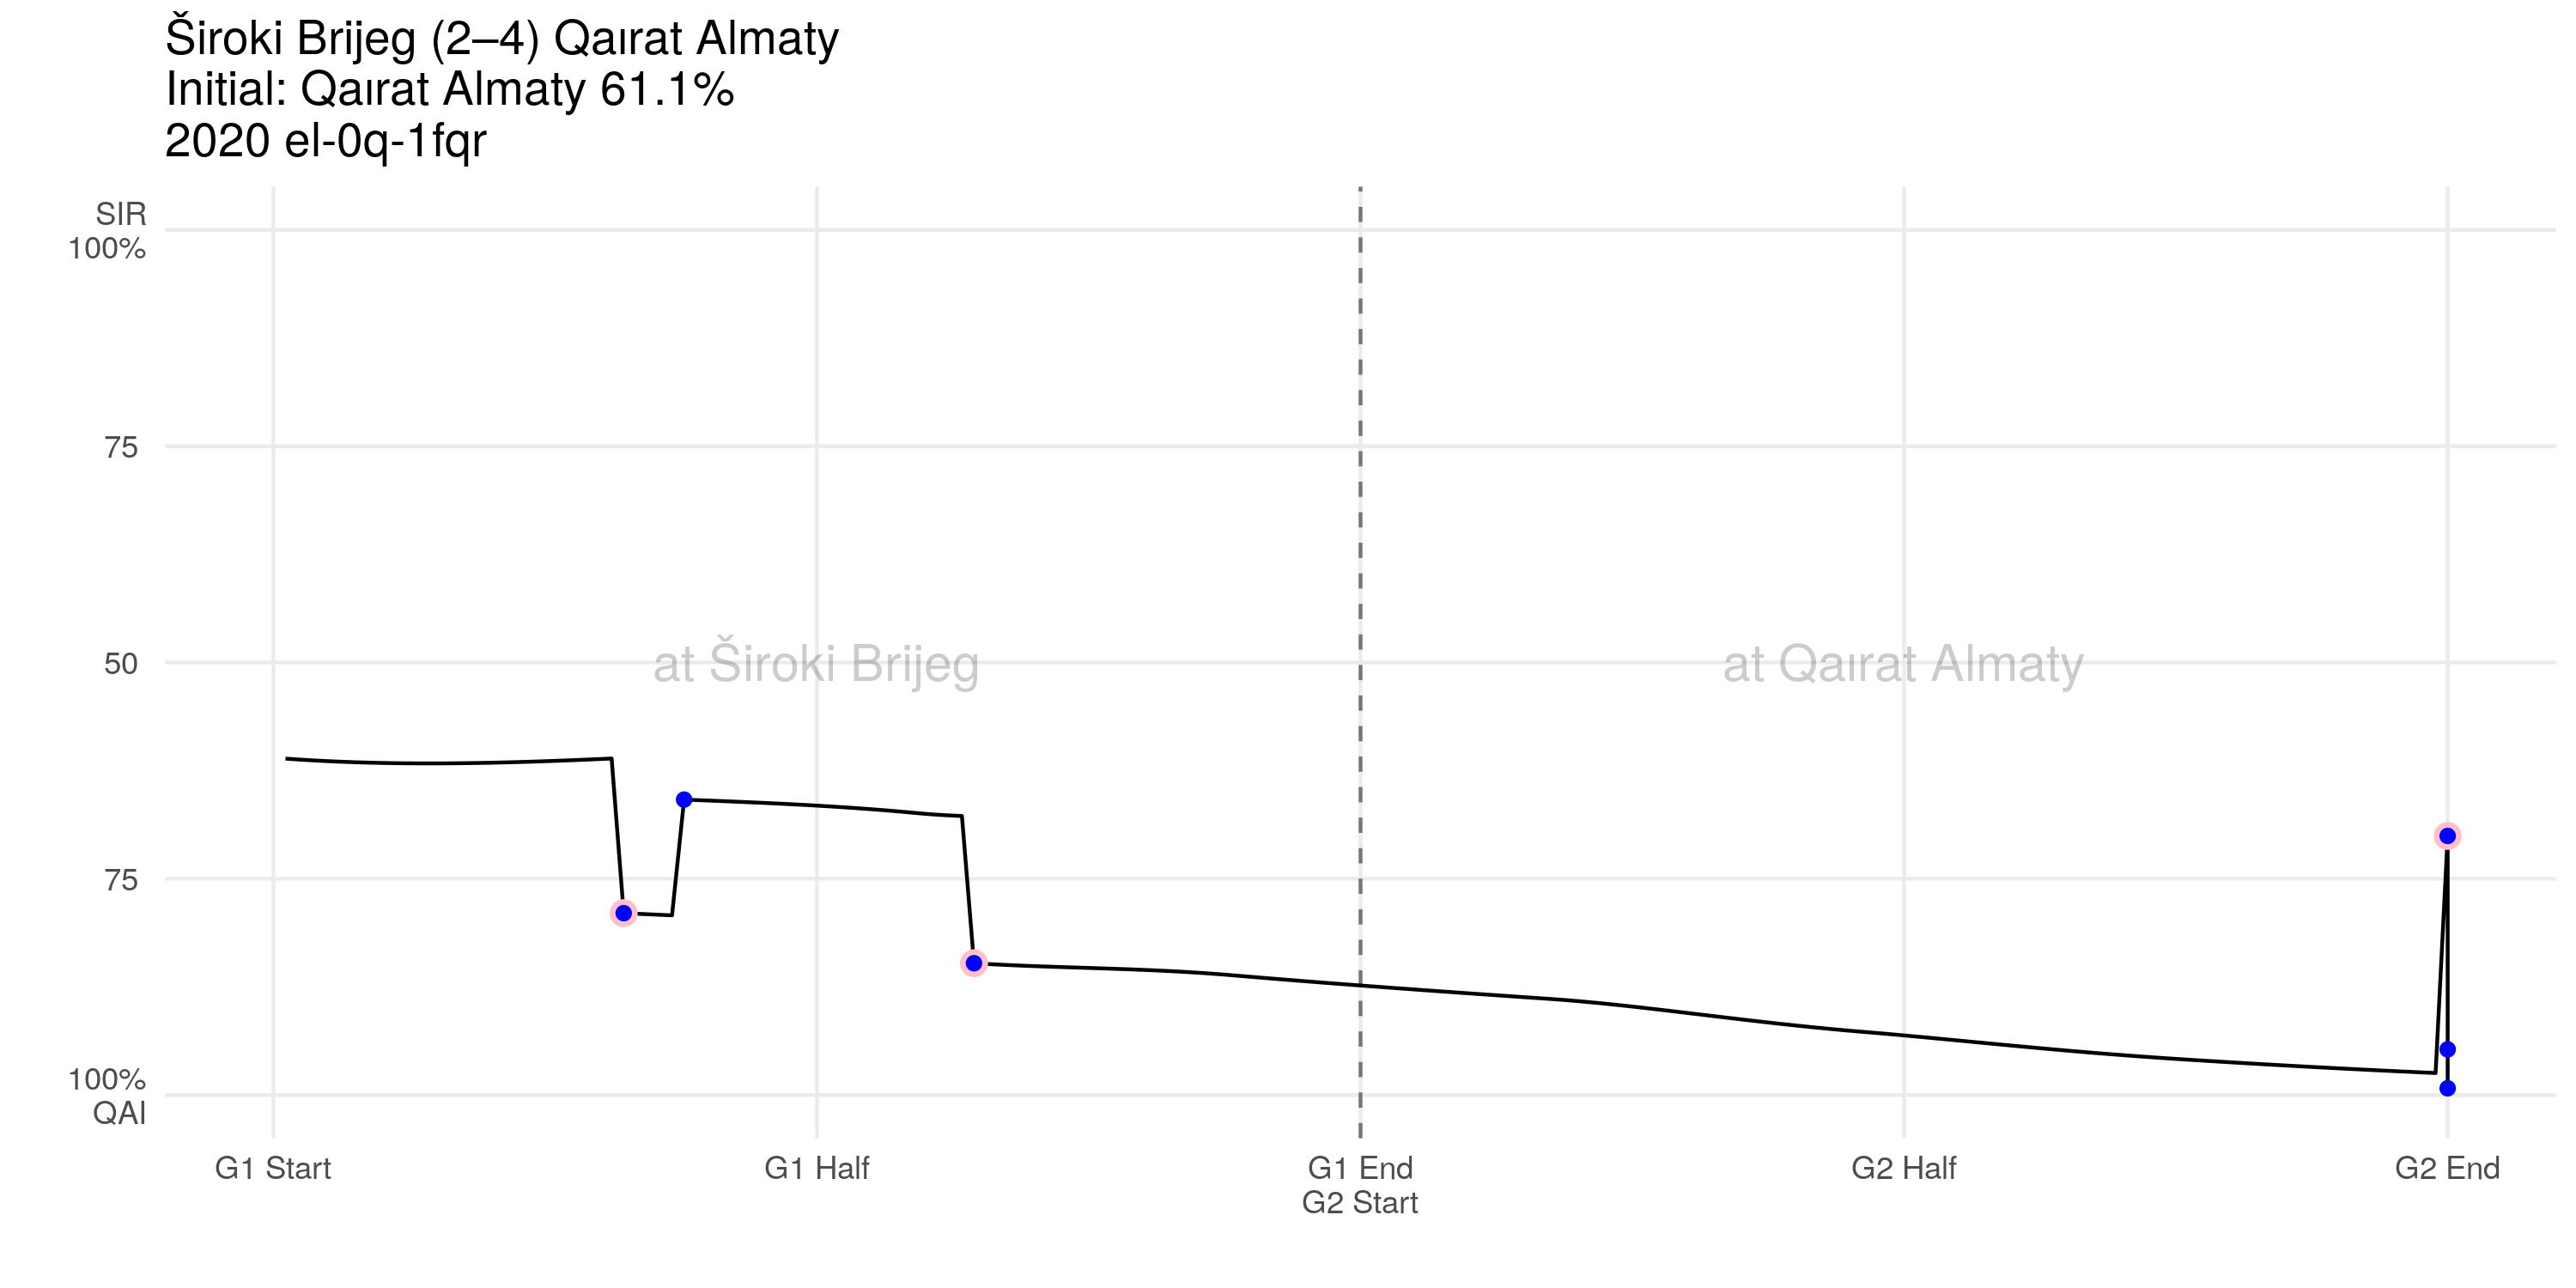 Široki Brijeg (2–4) Qaırat Almaty
Initial: Qaırat Almaty 61.1%
2020 el-0q-1fqr
SIR
100%
75
50
75
100%
QAI
at Široki Brijeg
at Qaırat Almaty
G1 Start
G1 Half
G1 End
G2 Start
G2 Half
G2 End